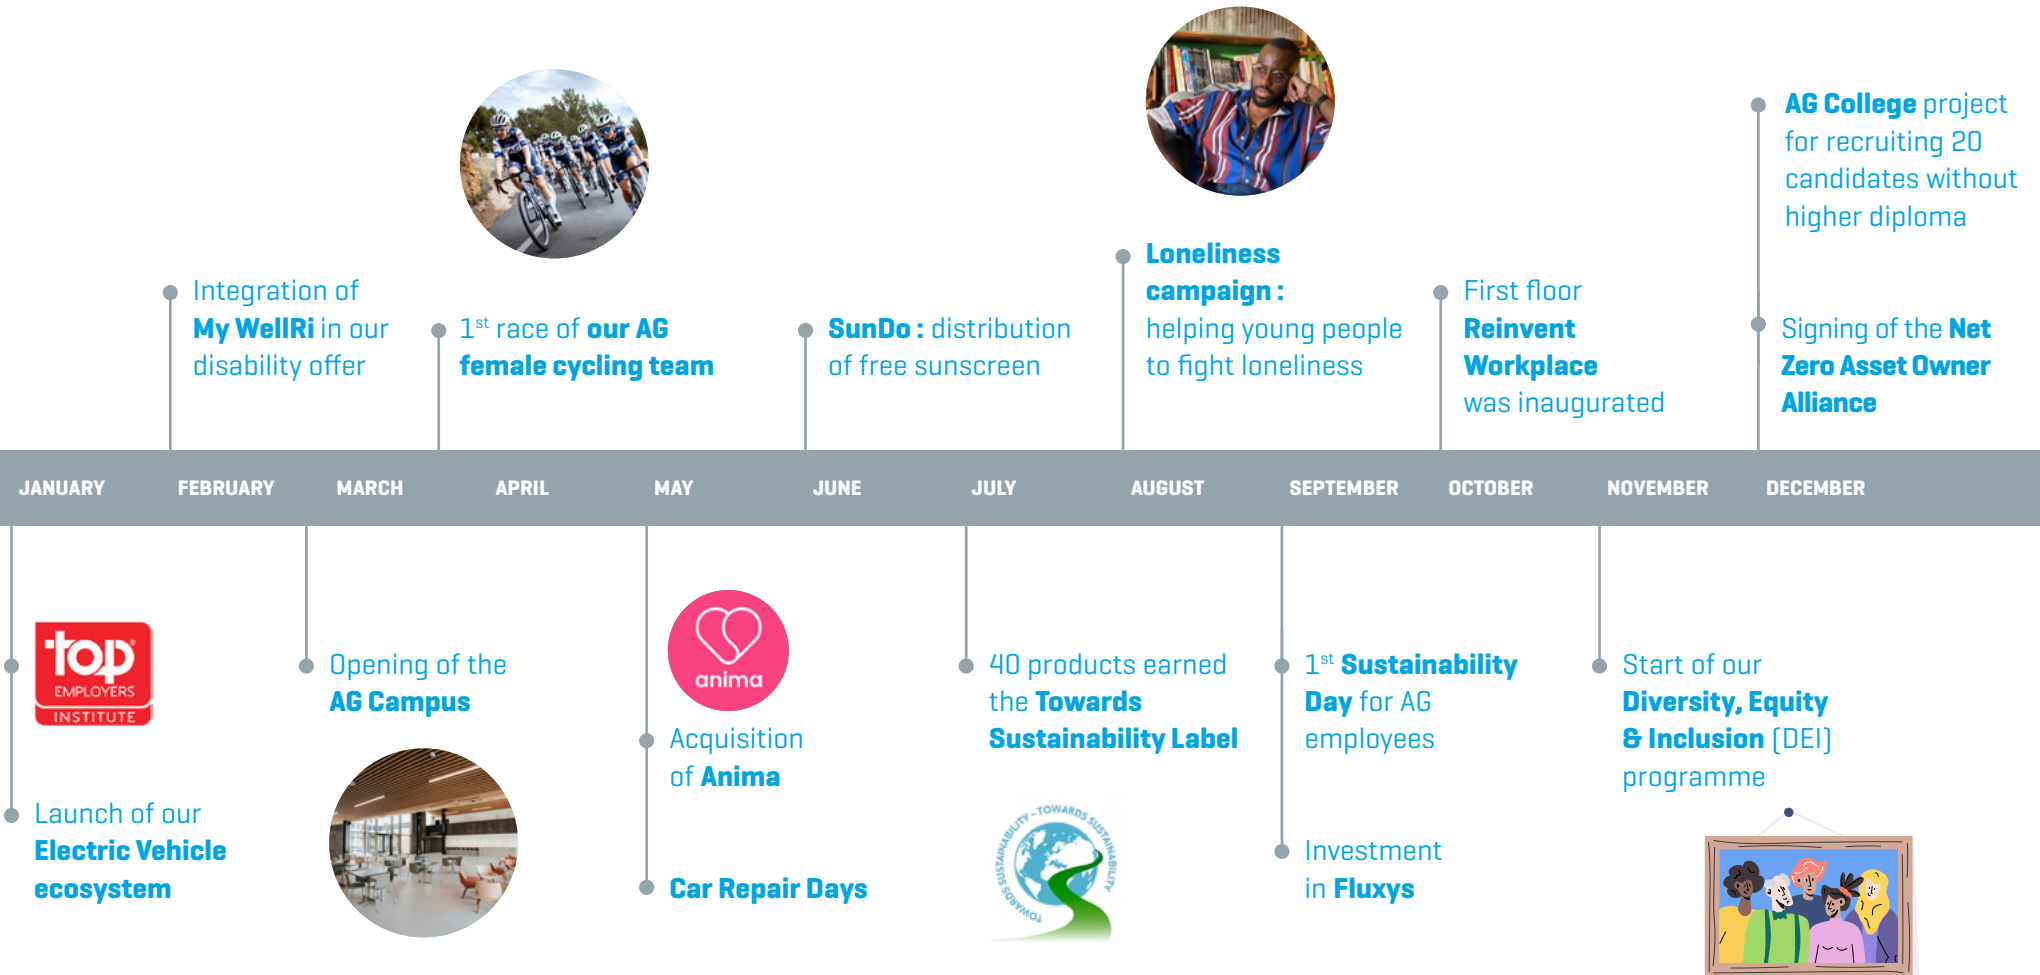 AG College project
for recruiting 20
candidates without
higher diploma
Loneliness
campaign :
helping young people
to fight loneliness
Integration of
My WellRi in our
disability offer
1st race of our AG
female cycling team
SunDo : distribution
of free sunscreen
First floor
Reinvent
Workplace
was inaugurated
Signing of the Net
Zero Asset Owner
Alliance
JANUARY FEBRUARY MARCH APRIL MAY JUNE JULY AUGUST SEPTEMBER OCTOBER NOVEMBER DECEMBER
top®
EMPLOYERS
INSTITUTE
Launch of our
Electric Vehicle
ecosystem
Opening of the
AG Campus
anima
Acquisition
of Anima
Car Repair Days
40 products earned
the Towards
Sustainability Label
TOWARDS SUSTAINABILITY - TOWARDS SUSTAINABILITY
1st Sustainability
Day for AG
employees
Investment
in Fluxys
Start of our
Diversity, Equity
& Inclusion (DEI)
programme